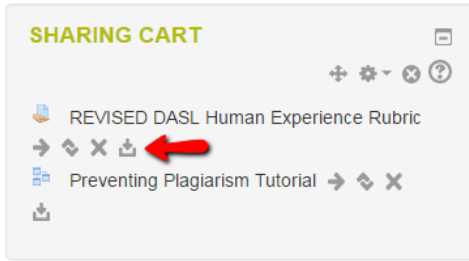 SHARING CART
REVISED DASL Human Experience Rubric
Preventing Plagiarism Tutorial